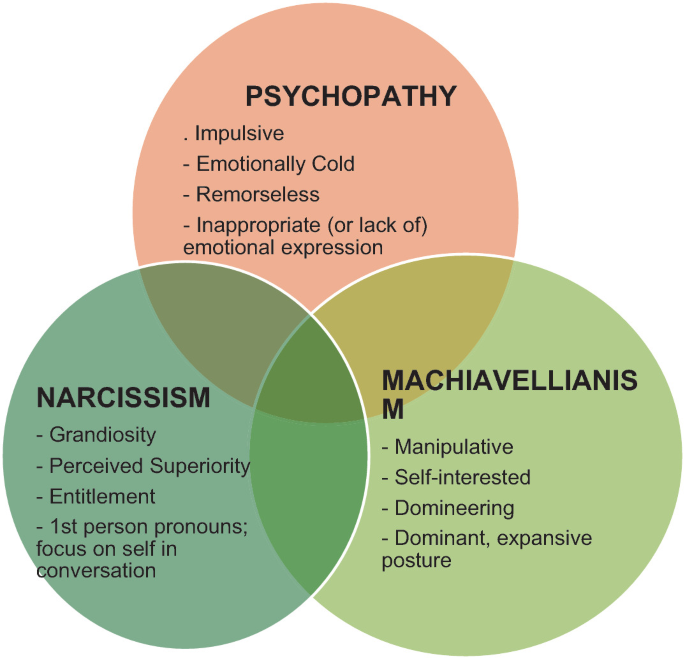 PSYCHOPATHY
. Impulsive
- Emotionally Cold
- Remorseless
- Inappropriate (or lack of)
emotional expression
NARCISSISM
- Grandiosity
- Perceived Superiority
- Entitlement
- 1st person pronouns;
focus on self in
conversation
MACHIAVELLIANIS
M
- Manipulative
- Self-interested
- Domineering
- Dominant, expansive
posture